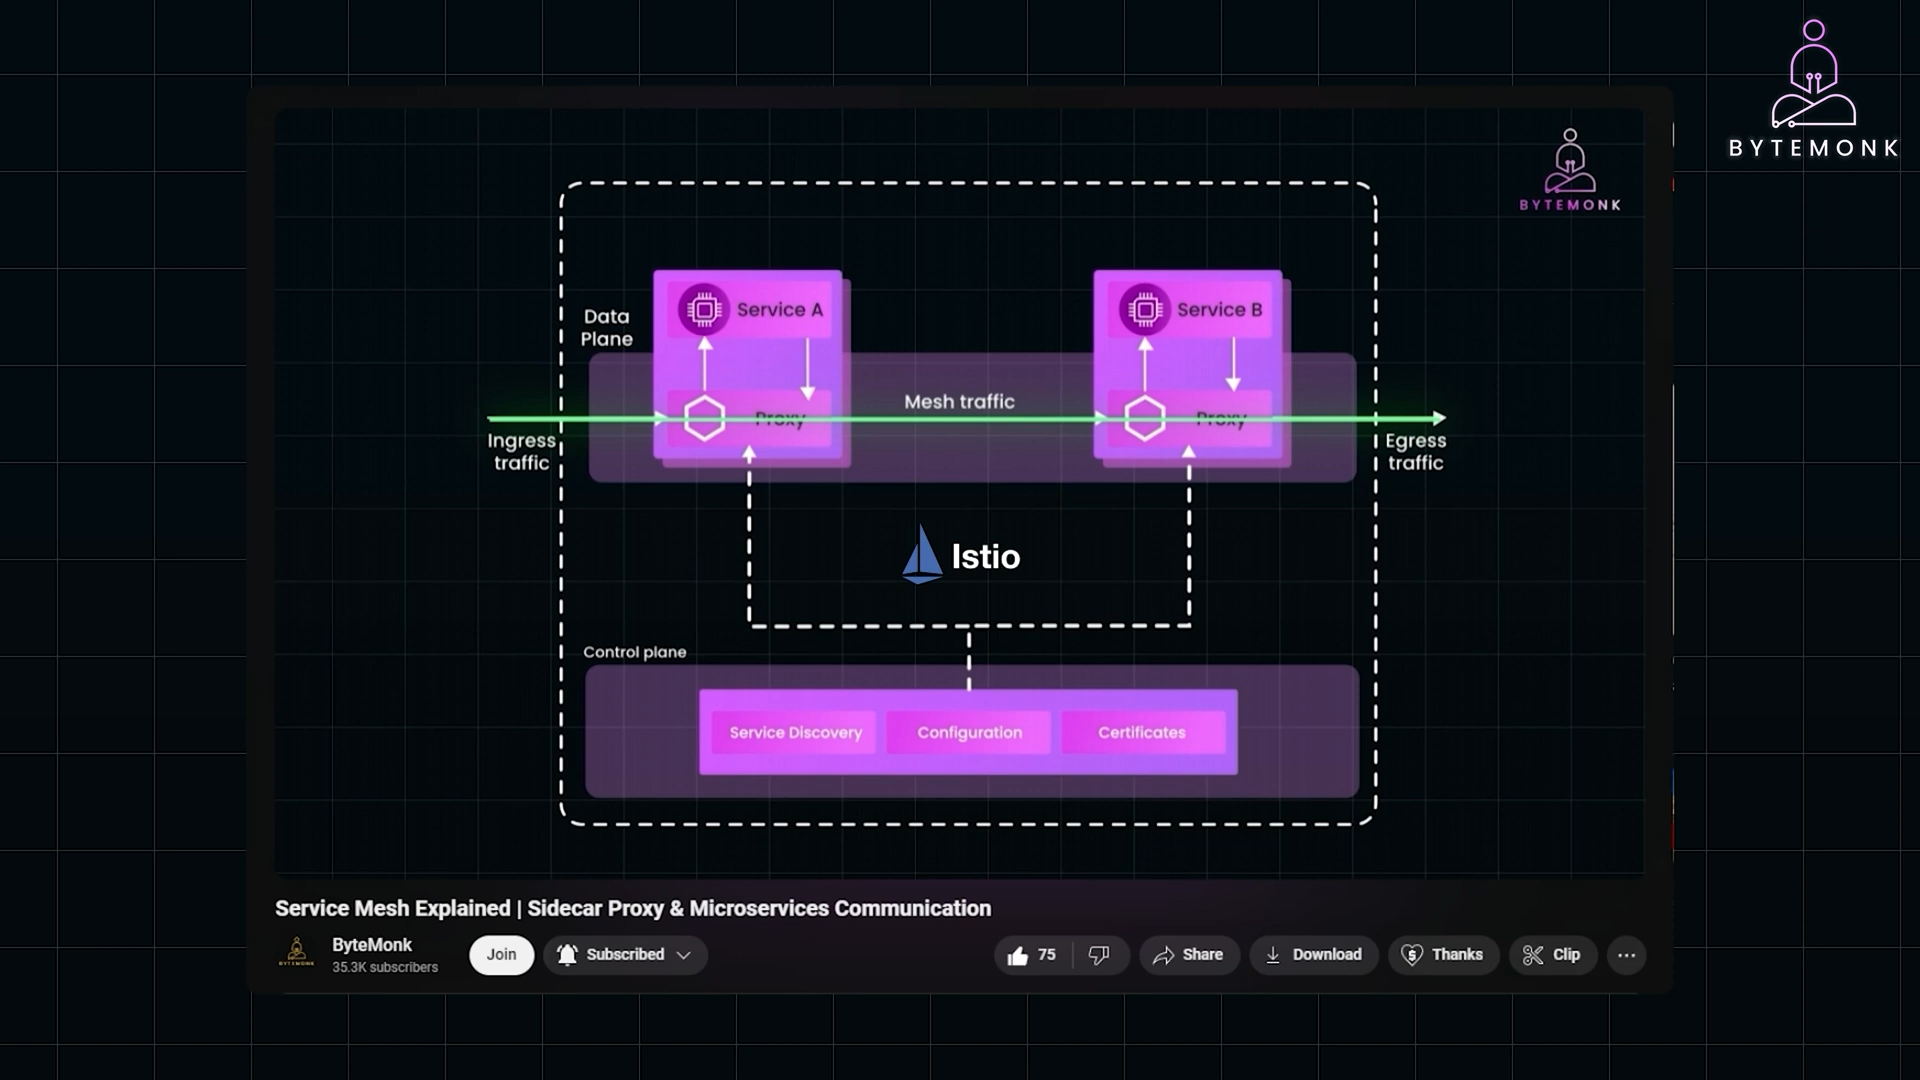 BYTEMONK
BYTEMONK
Data
Plane
Service A
Service B
Proxy
Mesh traffic
Proxy
Ingress
traffic
Egress
traffic
Istio
Control plane
Service Discovery
Configuration
Certificates
Service Mesh Explained | Sidecar Proxy & Microservices Communication
ByteMonk
35.3K subscribers
Join
Subscribed
75
Share
Download
Thanks
Clip
BYTEMONK